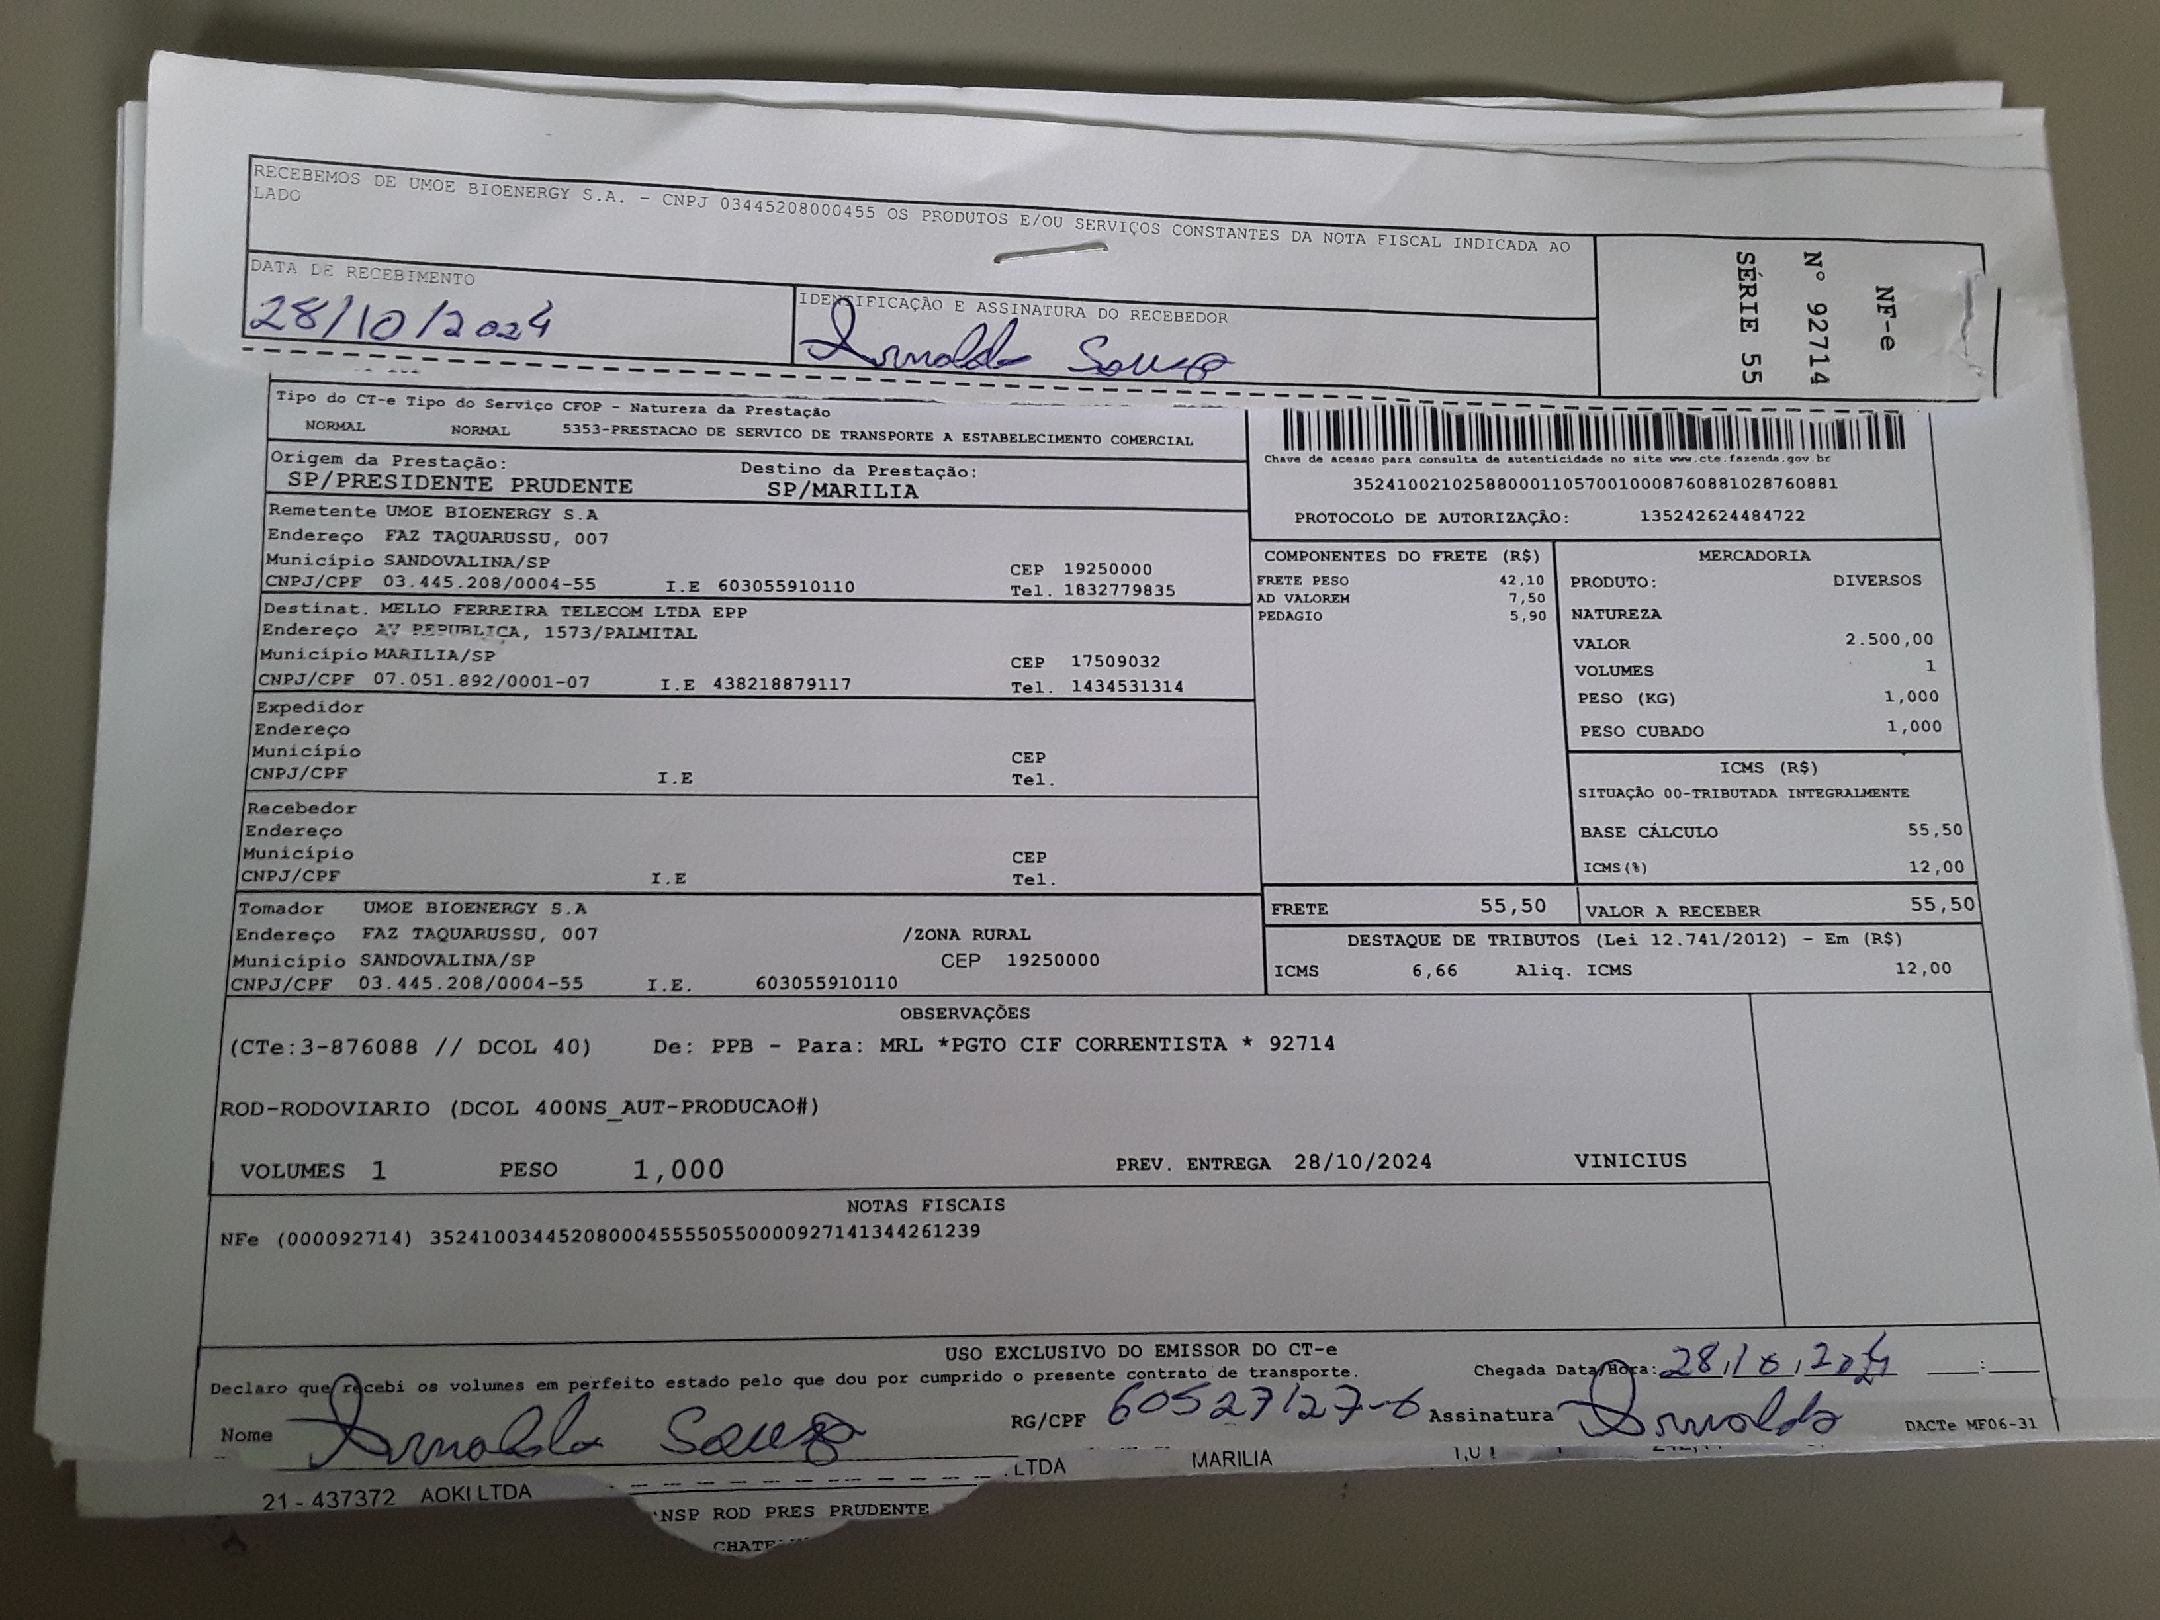 RECEBEMOS DE UMOE BIOENERGY S.A. - CNPJ 03445208000455 OS PRODUTOS E/OU SERVIÇOS CONSTANTES DA NOTA FISCAL INDICADA AO
LADO
DATA DE RECEBIMENTO
28/10/2024
IDENTIFICAÇÃO E ASSINATURA DO RECEBEDOR
Arnaldo Souza
NF-e
Nº 92714
SÉRIE 55
Tipo do CT-e Tipo do Serviço CFOP - Natureza da Prestação
NORMAL NORMAL 5353-PRESTACAO DE SERVICO DE TRANSPORTE A ESTABELECIMENTO COMERCIAL
Origem da Prestação: Destino da Prestação:
SP/PRESIDENTE PRUDENTE SP/MARILIA
Chave de acesso para consulta de autenticidade no site www.cte.fazenda.gov.br
35241002102588000110570010008760881028760881
PROTOCOLO DE AUTORIZAÇÃO: 135242624484722
Remetente UMOE BIOENERGY S.A
Endereço FAZ TAQUARUSSU, 007
Município SANDOVALINA/SP CEP 19250000
CNPJ/CPF 03.445.208/0004-55 I.E 603055910110 Tel. 1832779835
Destinat. MELLO FERREIRA TELECOM LTDA EPP
Endereço AV REPUBLICA, 1573/PALMITAL
Município MARILIA/SP CEP 17509032
CNPJ/CPF 07.051.892/0001-07 I.E 438218879117 Tel. 1434531314
Expedidor
Endereço
Município CEP
CNPJ/CPF I.E Tel.
Recebedor
Endereço
Município CEP
CNPJ/CPF I.E Tel.
Tomador UMOE BIOENERGY S.A
Endereço FAZ TAQUARUSSU, 007 /ZONA RURAL
Município SANDOVALINA/SP CEP 19250000
CNPJ/CPF 03.445.208/0004-55 I.E. 603055910110
COMPONENTES DO FRETE (R$)
FRETE PESO 42,10
AD VALOREM 7,50
PEDAGIO 5,90
MERCADORIA
PRODUTO: DIVERSOS
NATUREZA
VALOR 2.500,00
VOLUMES 1
PESO (KG) 1,000
PESO CUBADO 1,000
ICMS (R$)
SITUAÇÃO 00-TRIBUTADA INTEGRALMENTE
BASE CÁLCULO 55,50
ICMS(%) 12,00
FRETE 55,50 VALOR A RECEBER 55,50
DESTAQUE DE TRIBUTOS (Lei 12.741/2012) - Em (R$)
ICMS 6,66 Aliq. ICMS 12,00
OBSERVAÇÕES
(CTe:3-876088 // DCOL 40) De: PPB - Para: MRL *PGTO CIF CORRENTISTA * 92714
ROD-RODOVIARIO (DCOL 400NS_AUT-PRODUCAO#)
VOLUMES 1 PESO 1,000 PREV. ENTREGA 28/10/2024 VINICIUS
NOTAS FISCAIS
NFe (000092714) 35241003445208000455550550000927141344261239
USO EXCLUSIVO DO EMISSOR DO CT-e
Declaro que recebi os volumes em perfeito estado pelo que dou por cumprido o presente contrato de transporte.
Chegada Data/Hora: 28/10/2024 :
Nome Arnaldo Souza RG/CPF 60527127-6 Assinatura Arnaldo DACTe MF06-31
21 - 437372 AOKI LTDA LTDA MARILIA
NSP ROD PRES PRUDENTE